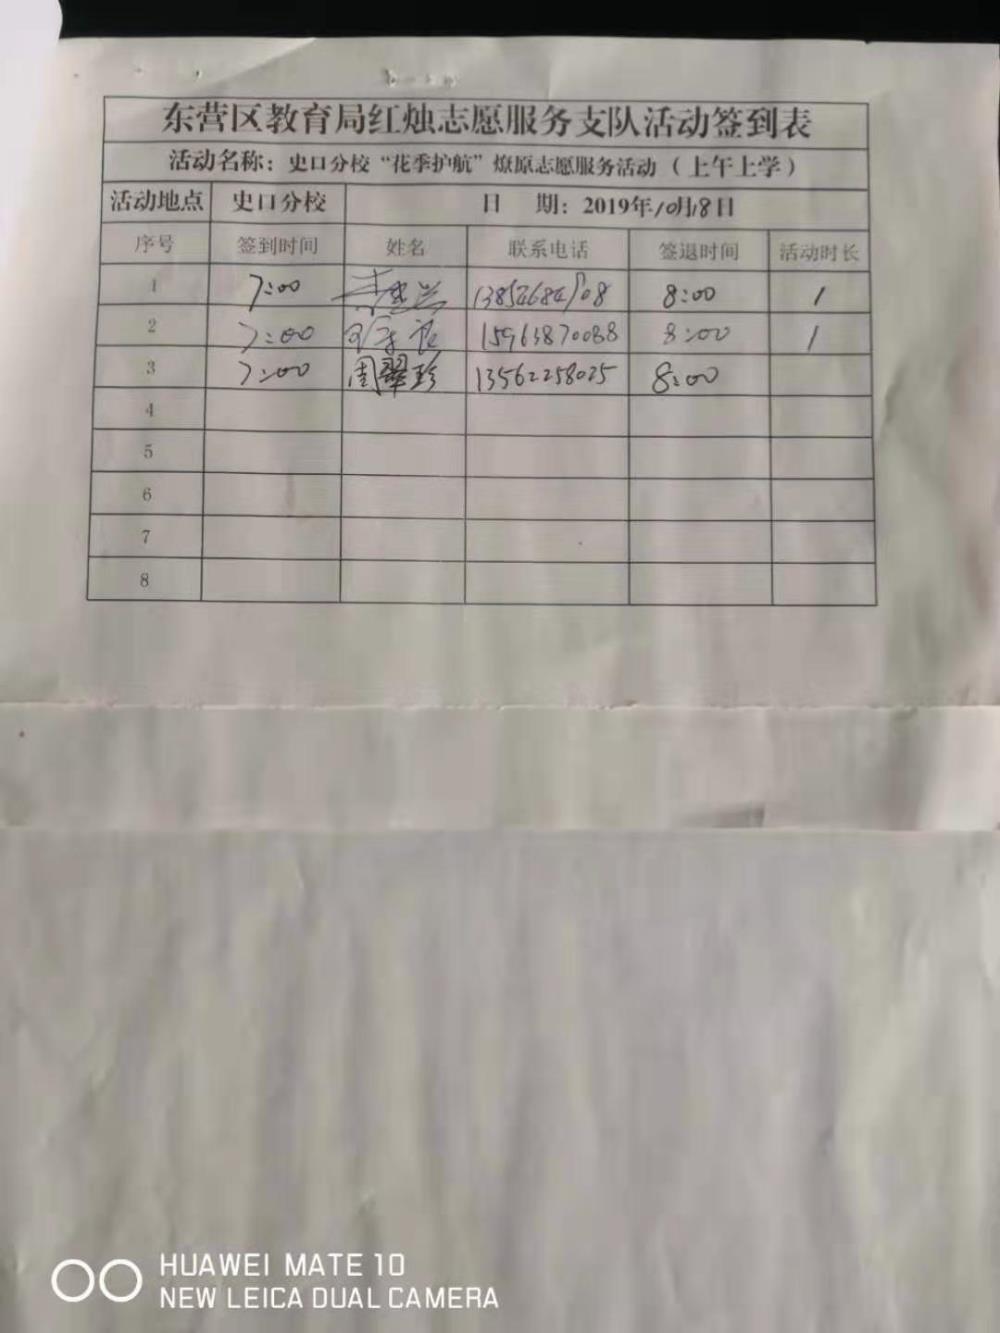 东营区教育局红烛志愿服务支队活动签到表
活动名称：史口分校“花季护航”燎原志愿服务活动（上午上学）
活动地点 史口分校 日 期：2019年10月18日
序号 签到时间 姓名 联系电话 签退时间 活动时长
1 7:00 8:00 1
2 7:00 15963870088 8:00 1
3 7:00 周翠珍 13562258025 8:00
4
5
6
7
8
HUAWEI MATE 10
NEW LEICA DUAL CAMERA